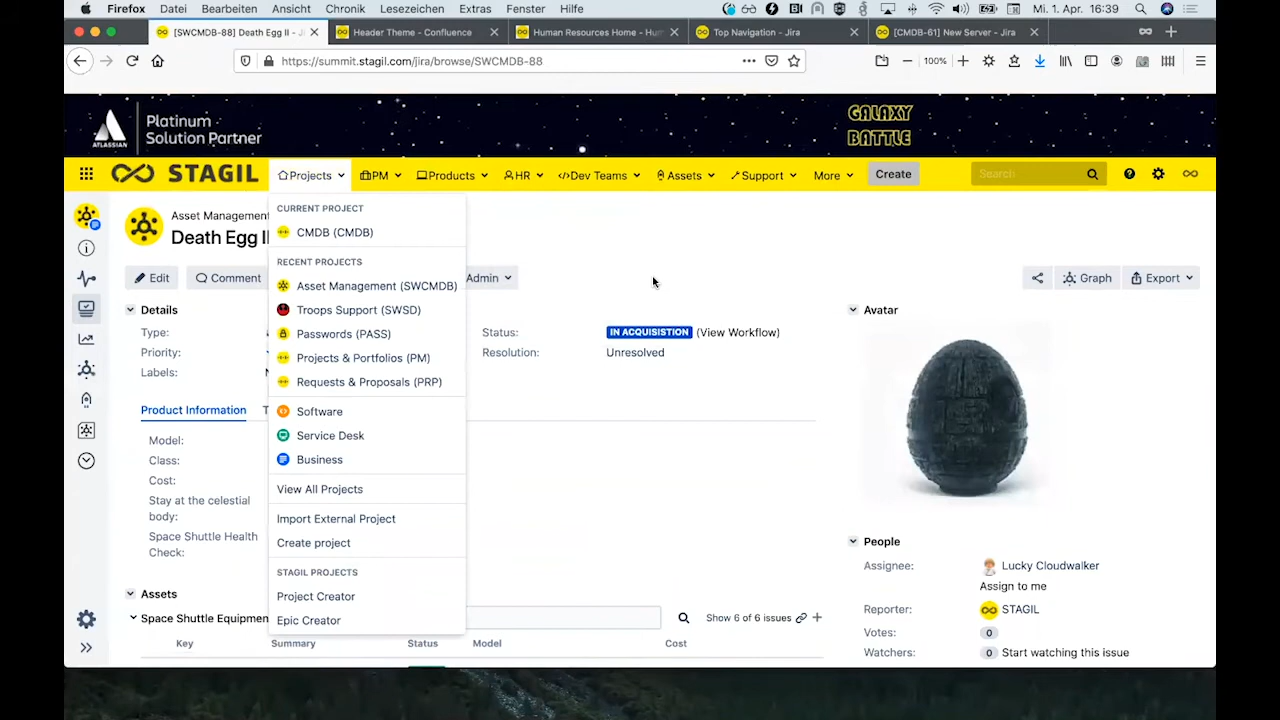 Firefox Datei Bearbeiten Ansicht Chronik Lesezeichen Extras Fenster Hilfe Mi. 1. Apr. 16:39
[SWCMDB-88] Death Egg II - Ji Header Theme - Confluence Human Resources Home - Hum Top Navigation - Jira [CMDB-61] New Server - Jira
https://summit.stagil.com/jira/browse/SWCMDB-88 100%
ATLASSIAN
Platinum
Solution Partner
GALAXY
BATTLE
STAGIL Projects PM Products HR Dev Teams Assets Support More Create Search
Asset Management
Death Egg II
Edit Comment Admin Graph Export
CURRENT PROJECT
CMDB (CMDB)
RECENT PROJECTS
Asset Management (SWCMDB)
Troops Support (SWSD)
Passwords (PASS)
Projects & Portfolios (PM)
Requests & Proposals (PRP)
Software
Service Desk
Business
View All Projects
Import External Project
Create project
STAGIL PROJECTS
Project Creator
Epic Creator
Details
Type:
Priority:
Labels:
Status: IN ACQUISISTION (View Workflow)
Resolution: Unresolved
Product Information
Model:
Class:
Cost:
Stay at the celestial
body:
Space Shuttle Health
Check:
Assets
Space Shuttle Equipmen Show 6 of 6 issues
Key Summary Status Model Cost
Avatar
People
Assignee: Lucky Cloudwalker
Assign to me
Reporter: STAGIL
Votes: 0
Watchers: 0 Start watching this issue